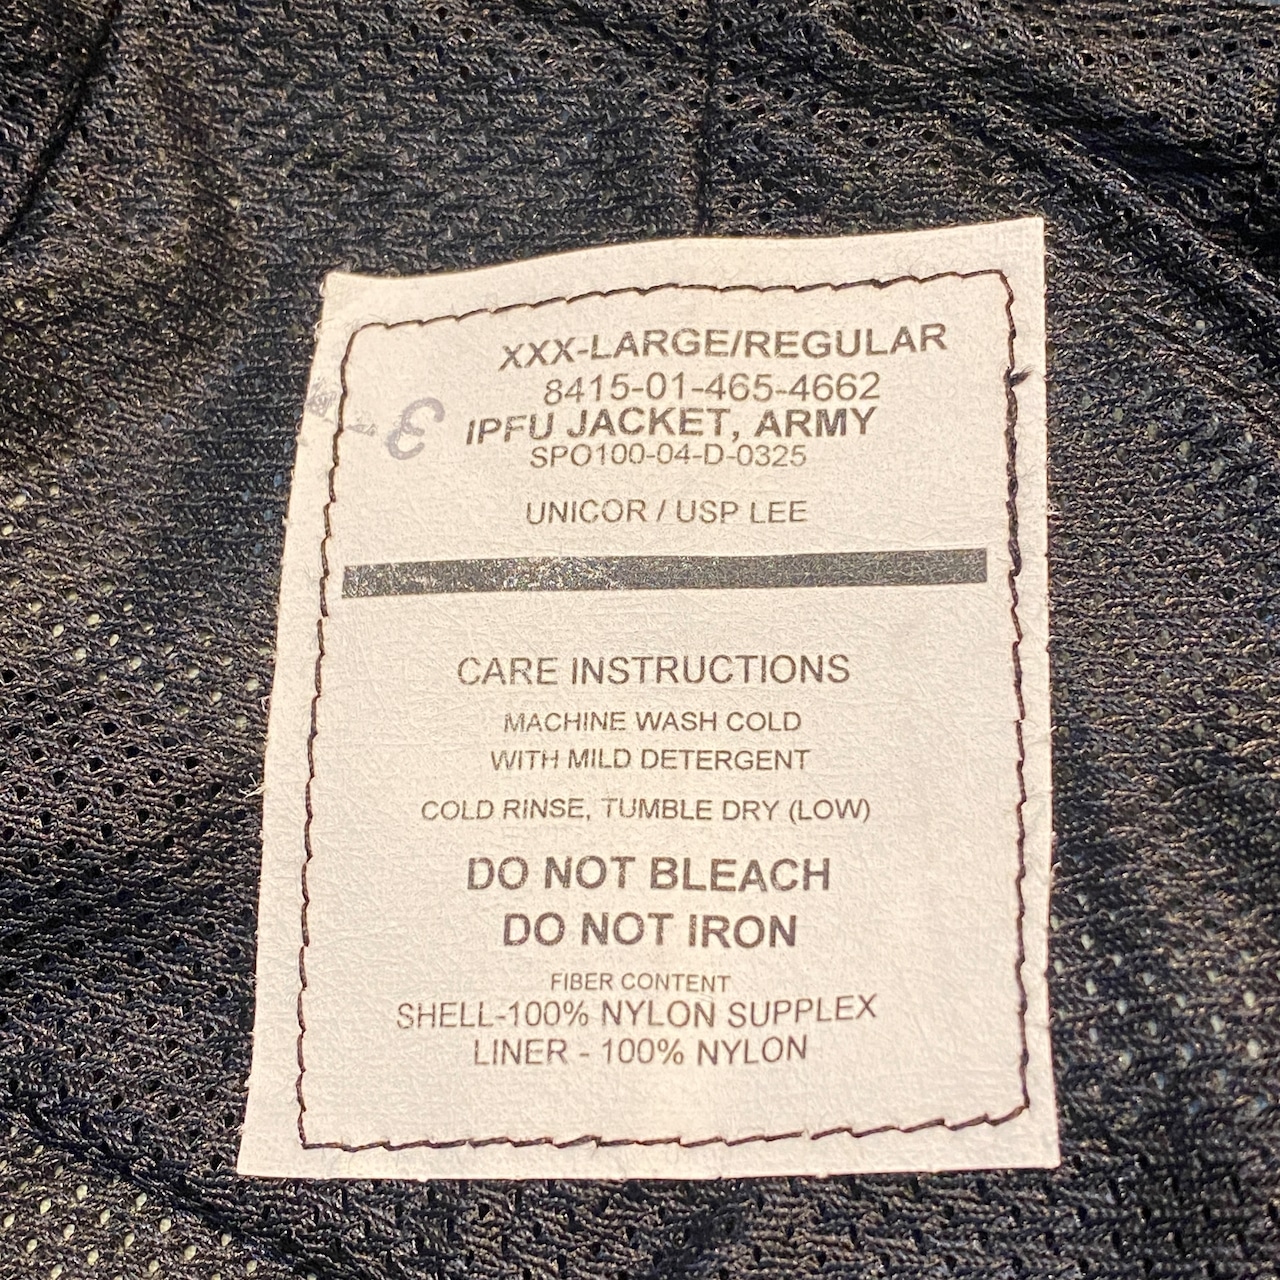 XXX-LARGE/REGULAR
8415-01-465-4662
IPFU JACKET, ARMY
SPO100-04-D-0325
UNICOR / USP LEE
CARE INSTRUCTIONS
MACHINE WASH COLD
WITH MILD DETERGENT
COLD RINSE, TUMBLE DRY (LOW)
DO NOT BLEACH
DO NOT IRON
FIBER CONTENT
SHELL-100% NYLON SUPPLEX
LINER - 100% NYLON